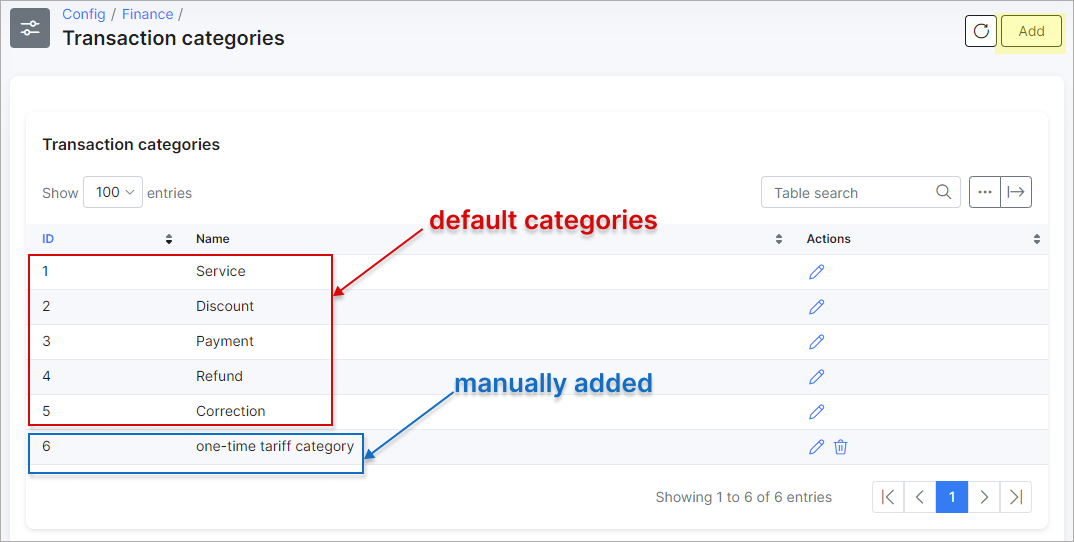 Config / Finance /
Transaction categories
Add
Transaction categories
Show 100 entries
Table search
default categories
ID Name Actions
1 Service
2 Discount
3 Payment
4 Refund
manually added
5 Correction
6 one-time tariff category
Showing 1 to 6 of 6 entries
1